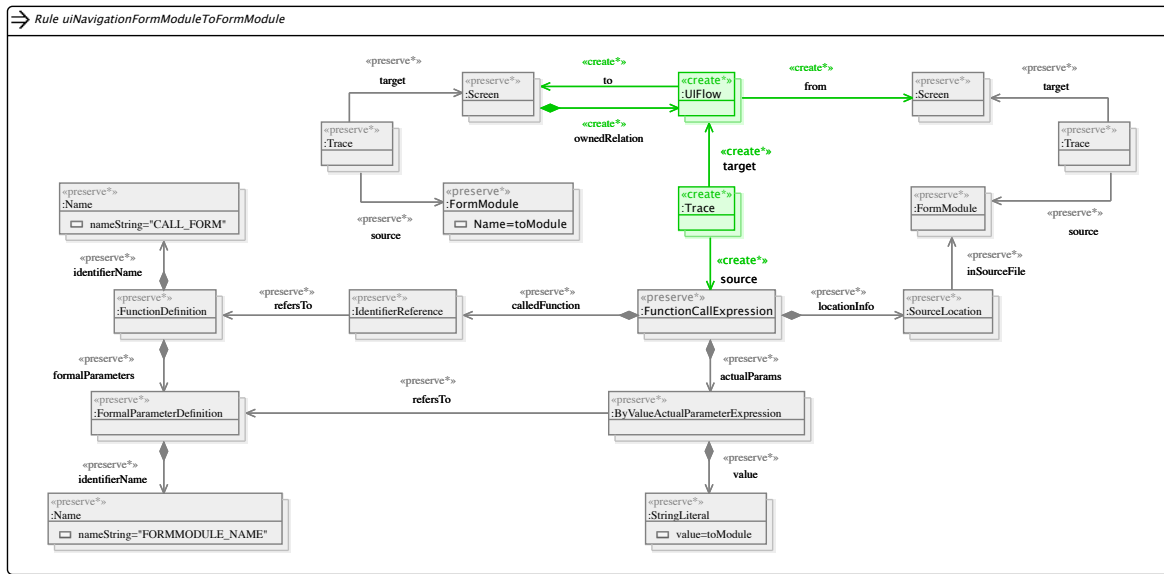 Rule uiNavigationFormModuleToFormModule
«preserve*»
target
«preserve*»
:Screen
«create*»
to
«create*»
:UIFlow
«create*»
from
«preserve*»
:Screen
«preserve*»
target
«create*»
ownedRelation
«preserve*»
:Trace
«preserve*»
:Trace
«create*»
target
«preserve*»
:Name
nameString="CALL_FORM"
«preserve*»
:FormModule
Name=toModule
«create*»
:Trace
«preserve*»
:FormModule
«preserve*»
source
«preserve*»
source
«preserve*»
identifierName
«create*»
source
«preserve*»
inSourceFile
«preserve*»
:FunctionDefinition
«preserve*»
refersTo
«preserve*»
:IdentifierReference
«preserve*»
calledFunction
«preserve*»
:FunctionCallExpression
«preserve*»
locationInfo
«preserve*»
:SourceLocation
«preserve*»
formalParameters
«preserve*»
actualParams
«preserve*»
:FormalParameterDefinition
«preserve*»
refersTo
«preserve*»
:ByValueActualParameterExpression
«preserve*»
identifierName
«preserve*»
value
«preserve*»
:Name
nameString="FORMMODULE_NAME"
«preserve*»
:StringLiteral
value=toModule